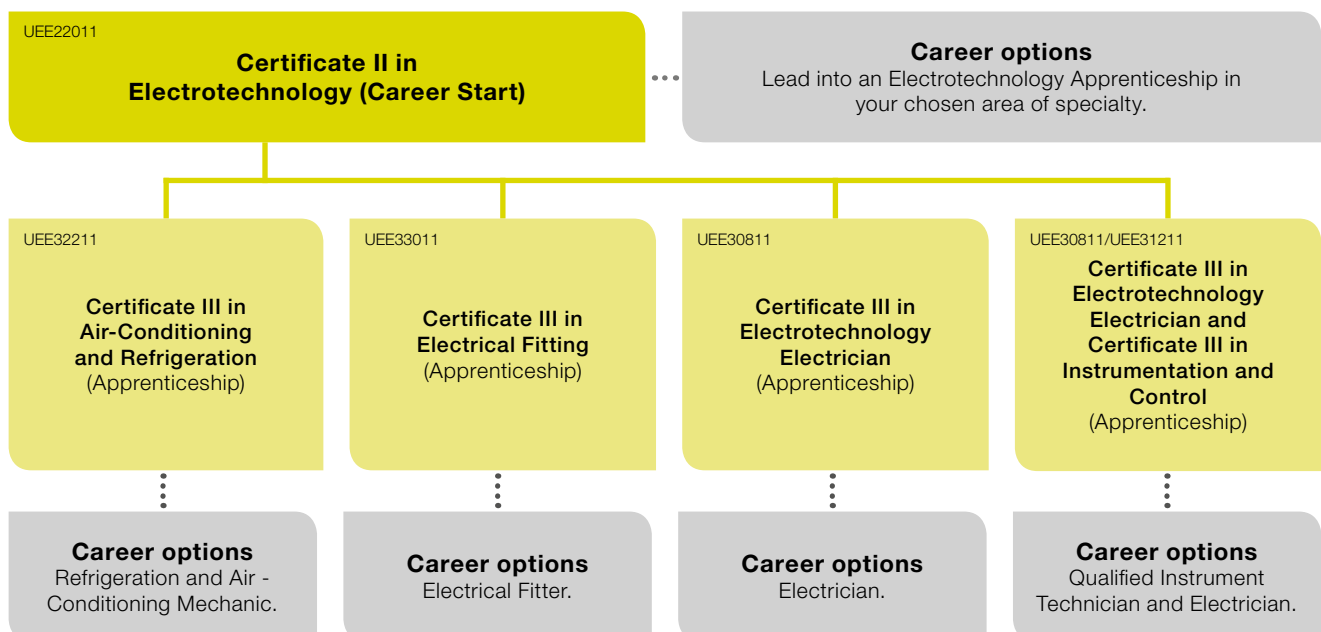 UEE22011
Certificate II in
Electrotechnology (Career Start)
Career options
Lead into an Electrotechnology Apprenticeship in
your chosen area of specialty.
UEE32211
Certificate III in
Air-Conditioning
and Refrigeration
(Apprenticeship)
UEE33011
Certificate III in
Electrical Fitting
(Apprenticeship)
UEE30811
Certificate III in
Electrotechnology
Electrician
(Apprenticeship)
UEE30811/UEE31211
Certificate III in
Electrotechnology
Electrician and
Certificate III in
Instrumentation and
Control
(Apprenticeship)
Career options
Refrigeration and Air -
Conditioning Mechanic.
Career options
Electrical Fitter.
Career options
Electrician.
Career options
Qualified Instrument
Technician and Electrician.